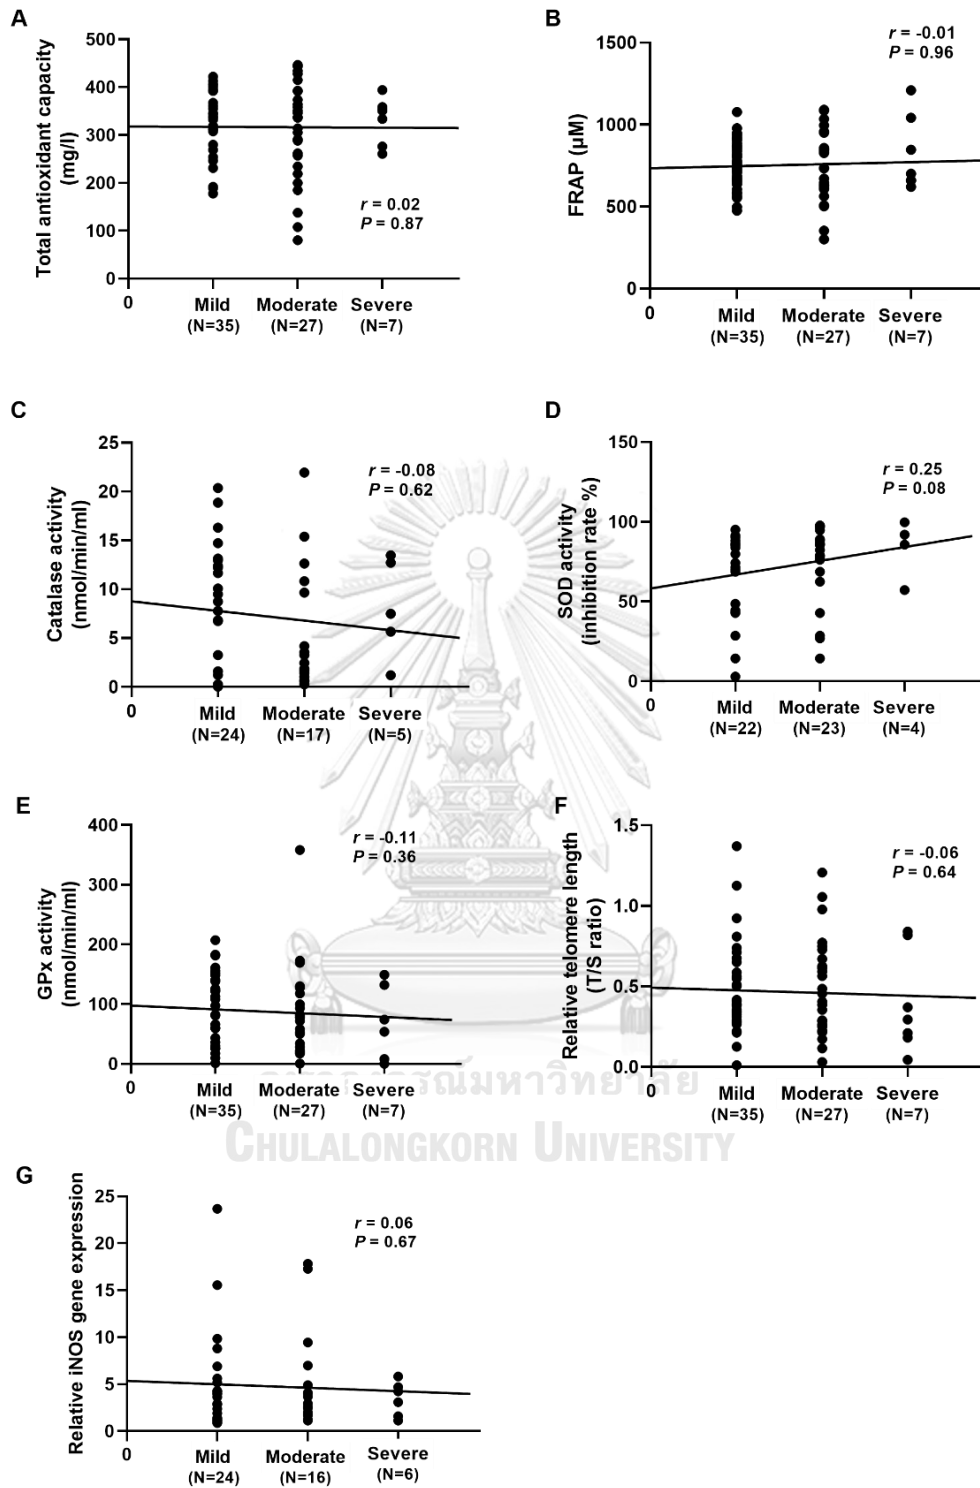 A
Total antioxidant capacity
(mg/l)
500
400
300
200
100
0
r = 0.02
P = 0.87
0
Mild
(N=35)
Moderate
(N=27)
Severe
(N=7)
B
FRAP (µM)
1500
1000
500
0
r = -0.01
P = 0.96
0
Mild
(N=35)
Moderate
(N=27)
Severe
(N=7)
C
Catalase activity
(nmol/min/ml)
25
20
15
10
5
0
r = -0.08
P = 0.62
0
Mild
(N=24)
Moderate
(N=17)
Severe
(N=5)
D
SOD activity
(inhibition rate %)
150
100
50
0
r = 0.25
P = 0.08
0
Mild
(N=22)
Moderate
(N=23)
Severe
(N=4)
E
GPx activity
(nmol/min/ml)
400
300
200
100
0
r = -0.11
P = 0.36
0
Mild
(N=35)
Moderate
(N=27)
Severe
(N=7)
F
Relative telomere length
(T/S ratio)
1.5
1.0
0.5
0.0
r = -0.06
P = 0.64
0
Mild
(N=35)
Moderate
(N=27)
Severe
(N=7)
CHULALONGKORN UNIVERSITY
G
Relative iNOS gene expression
25
20
15
10
5
0
r = 0.06
P = 0.67
0
Mild
(N=24)
Moderate
(N=16)
Severe
(N=6)